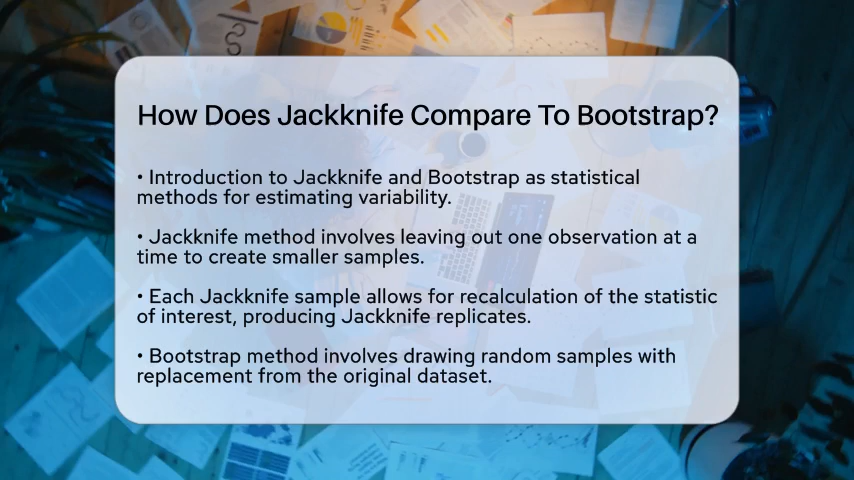 How Does Jackknife Compare To Bootstrap?
• Introduction to Jackknife and Bootstrap as statistical
methods for estimating variability.
• Jackknife method involves leaving out one observation at a
time to create smaller samples.
• Each Jackknife sample allows for recalculation of the statistic
of interest, producing Jackknife replicates.
• Bootstrap method involves drawing random samples with
replacement from the original dataset.